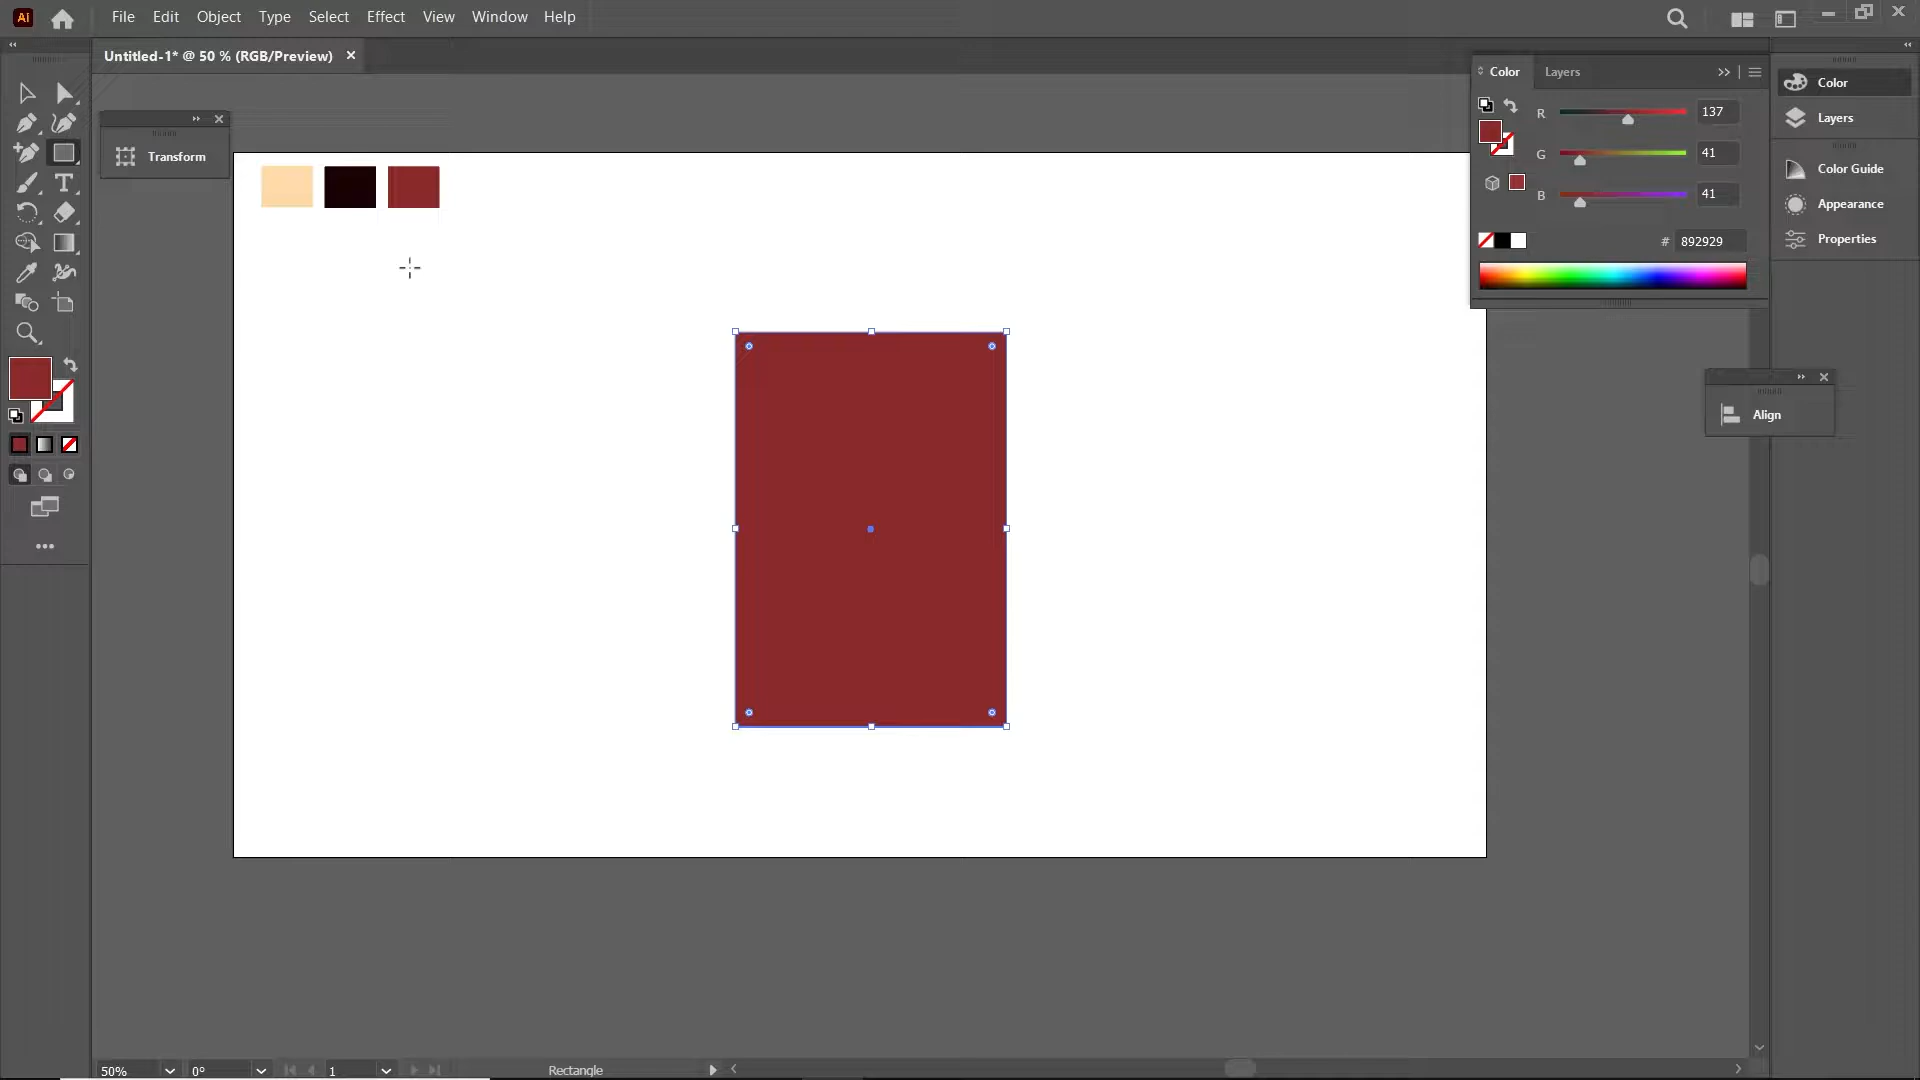 Ai File Edit Object Type Select Effect View Window Help
Untitled-1* @ 50 % (RGB/Preview)
Transform
Color Layers
R 137
G 41
B 41
# 892929
Color
Layers
Color Guide
Appearance
Properties
Align
T
50% 0° 1 Rectangle